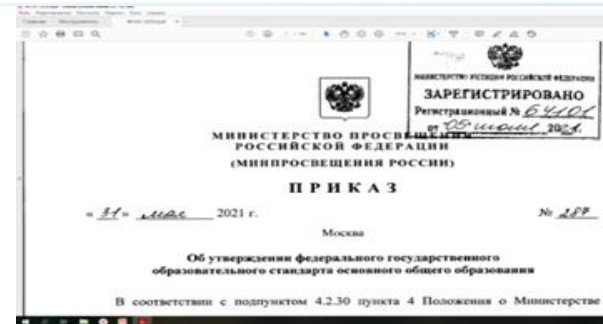 МИНИСТЕРСТВО ЮСТИЦИИ РОССИЙСКОЙ ФЕДЕРАЦИИ
ЗАРЕГИСТРИРОВАНО
Регистрационный № 64101
от "05" июля 2021.
МИНИСТЕРСТВО ПРОСВЕЩЕНИЯ
РОССИЙСКОЙ ФЕДЕРАЦИИ
(МИНПРОСВЕЩЕНИЯ РОССИИ)
ПРИКАЗ
« 31 » мая 2021 г.
№ 287
Москва
Об утверждении федерального государственного
образовательного стандарта основного общего образования
В соответствии с подпунктом 4.2.30 пункта 4 Положения о Министерстве